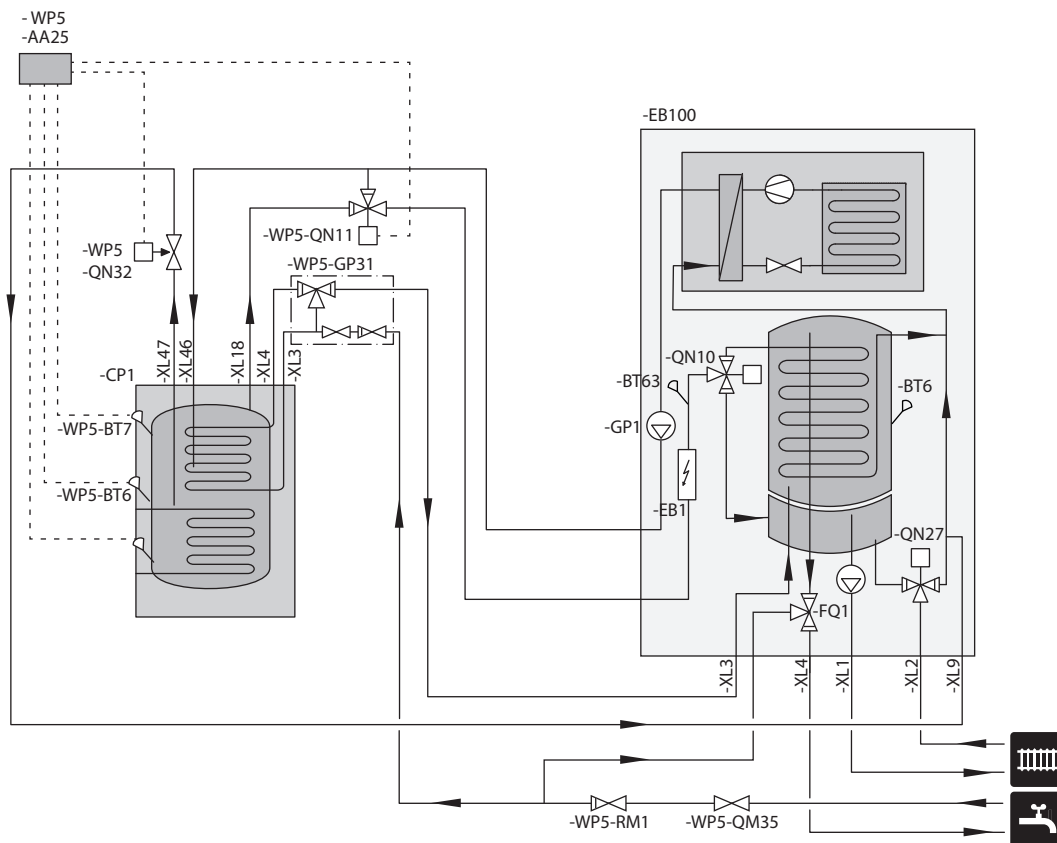 - WP5
-AA25
-EB100
-WP5
-QN32
-WP5-QN11
-WP5-GP31
-XL47
-XL46
-XL18
-XL4
-XL3
-CP1
-WP5-BT7
-WP5-BT6
-QN10
-BT63
-BT6
-GP1
-EB1
-QN27
-FQ1
-XL3
-XL4
-XL1
-XL2
-XL9
-WP5-RM1
-WP5-QM35